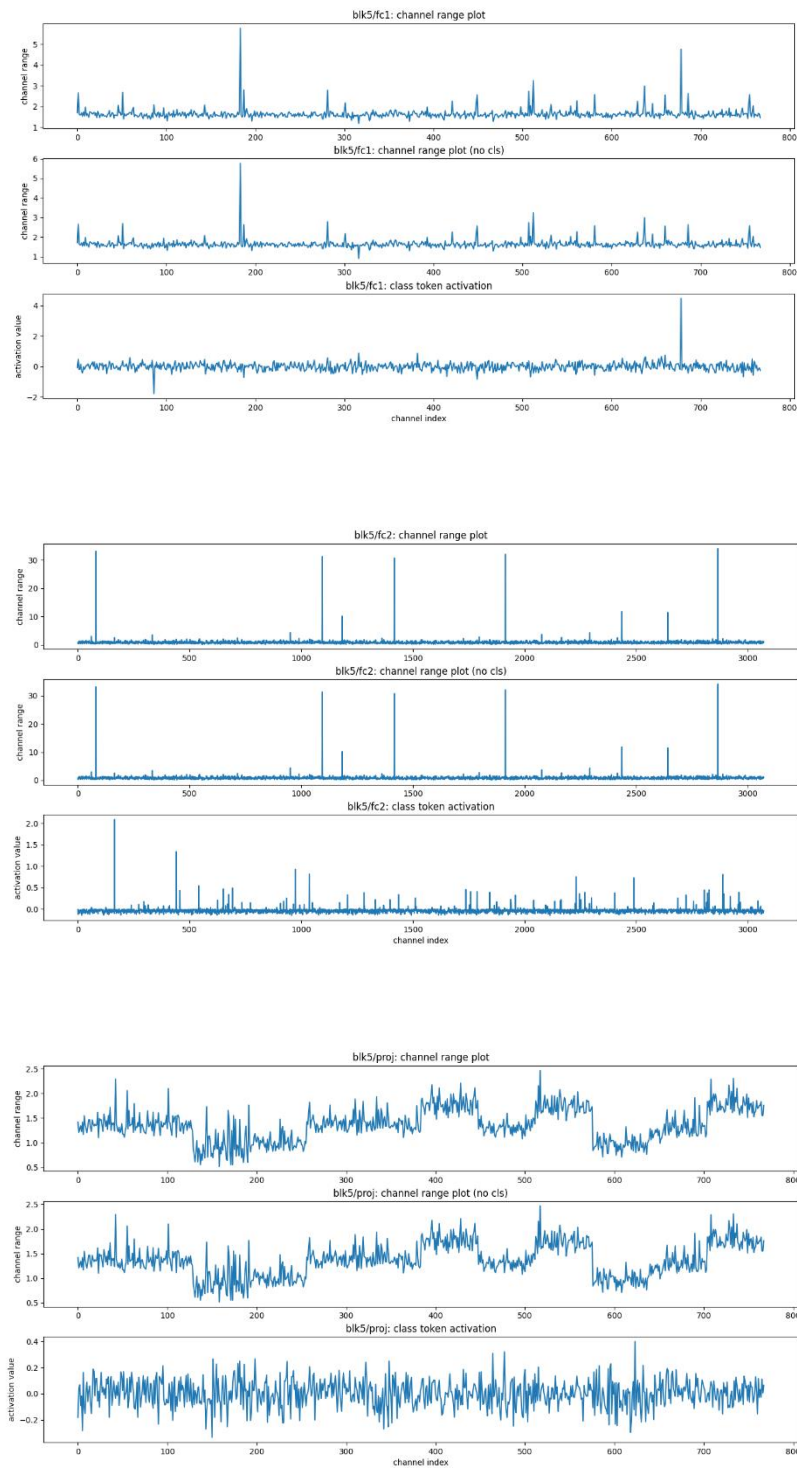 blk5/fc1: channel range plot
channel range
5
4
3
2
1
0 100 200 300 400 500 600 700 800
blk5/fc1: channel range plot (no cls)
channel range
6
5
4
3
2
1
0 100 200 300 400 500 600 700 800
blk5/fc1: class token activation
activation value
4
2
0
−2
0 100 200 300 400 500 600 700 800
channel index
blk5/fc2: channel range plot
channel range
30
20
10
0
0 500 1000 1500 2000 2500 3000
blk5/fc2: channel range plot (no cls)
channel range
30
20
10
0
0 500 1000 1500 2000 2500 3000
blk5/fc2: class token activation
activation value
2.0
1.5
1.0
0.5
0.0
0 500 1000 1500 2000 2500 3000
channel index
blk5/proj: channel range plot
channel range
2.5
2.0
1.5
1.0
0.5
0 100 200 300 400 500 600 700
blk5/proj: channel range plot (no cls)
channel range
2.5
2.0
1.5
1.0
0.5
0 100 200 300 400 500 600 700
blk5/proj: class token activation
activation value
0.4
0.2
0.0
−0.2
0 100 200 300 400 500 600 700
channel index